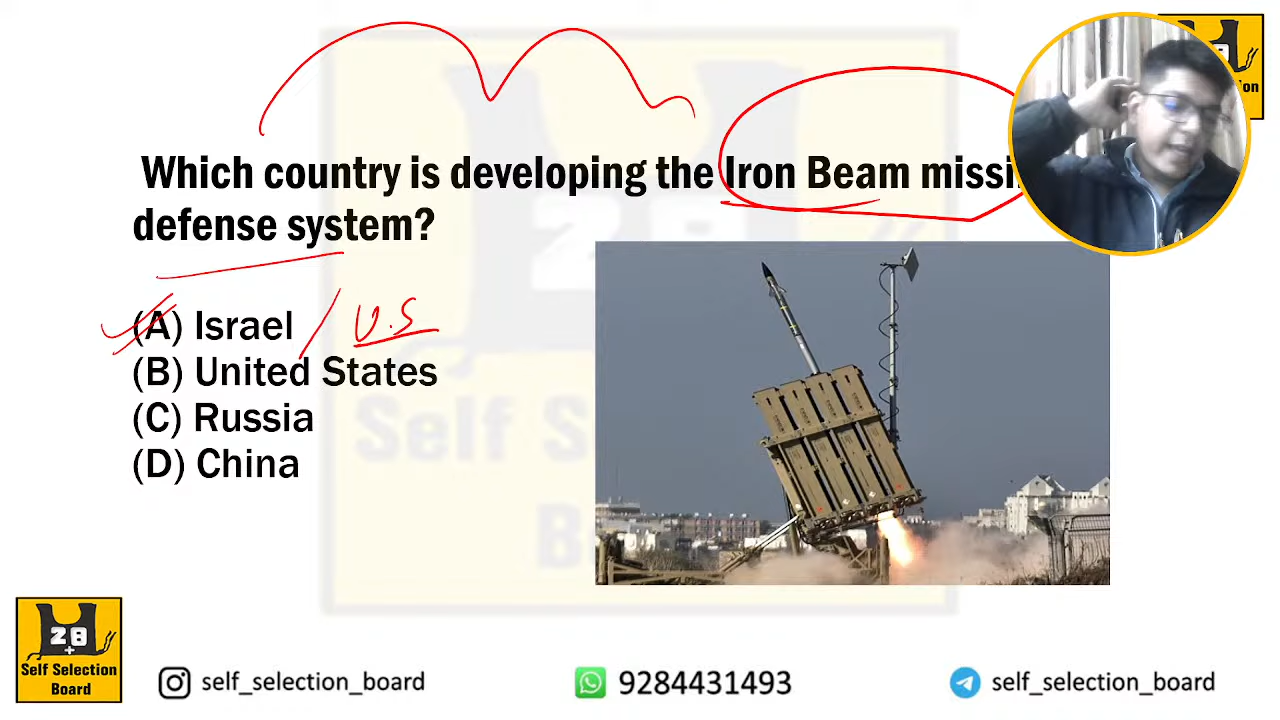 Which country is developing the Iron Beam
defense system?
(A) Israel / U.S
(B) United States
(C) Russia
(D) China
28
+
Self Selection
Board
self_selection_board
9284431493
self_selection_board